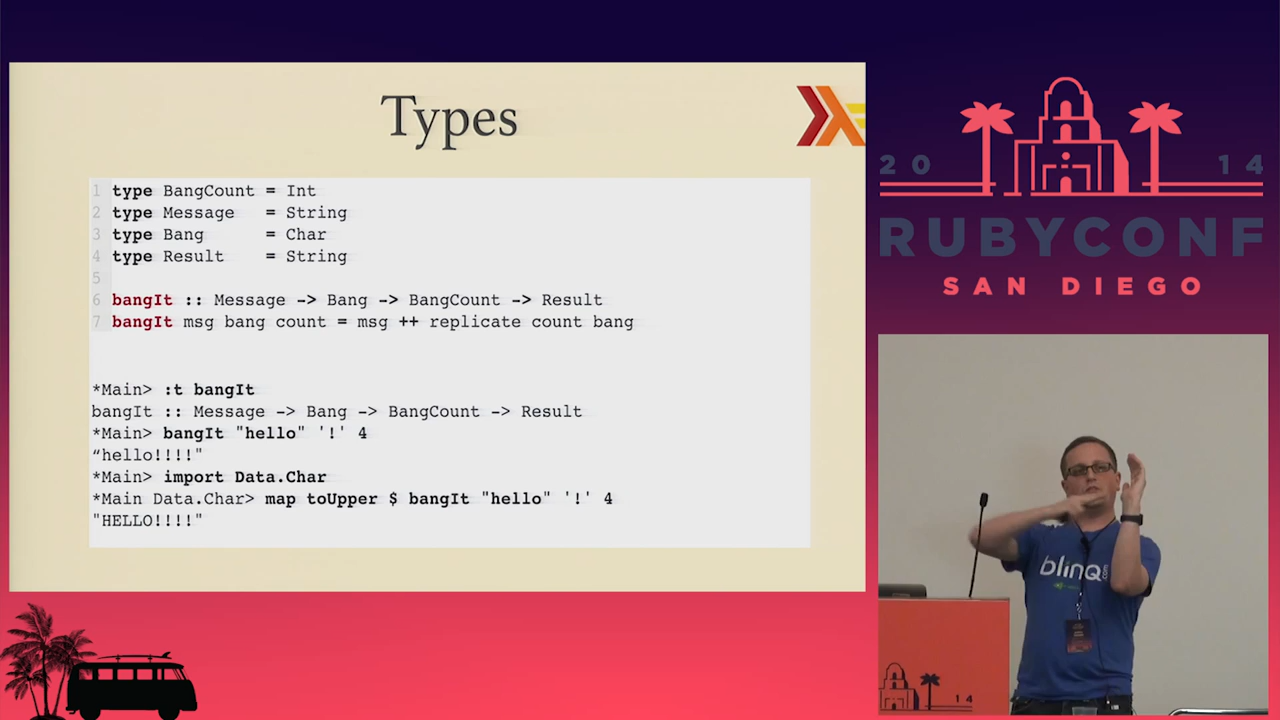 Types
1 type BangCount = Int
2 type Message = String
3 type Bang = Char
4 type Result = String
5
6 bangIt :: Message -> Bang -> BangCount -> Result
7 bangIt msg bang count = msg ++ replicate count bang
*Main> :t bangIt
bangIt :: Message -> Bang -> BangCount -> Result
*Main> bangIt "hello" '!' 4
“hello!!!!"
*Main> import Data.Char
*Main Data.Char> map toUpper $ bangIt "hello" '!' 4
"HELLO!!!!"
20 14
RUBYCONF
SAN DIEGO
blinq
.com
14